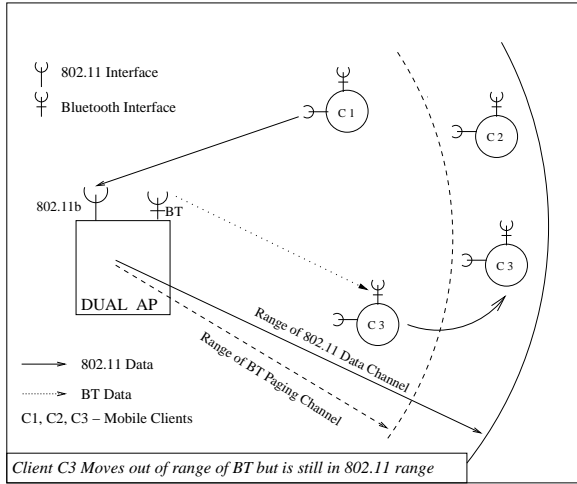 802.11 Interface
Bluetooth Interface
C 1
C 2
802.11b
BT
C 3
C 3
DUAL AP
Range of 802.11 Data Channel
Range of BT Paging Channel
802.11 Data
BT Data
C1, C2, C3 – Mobile Clients
Client C3 Moves out of range of BT but is still in 802.11 range